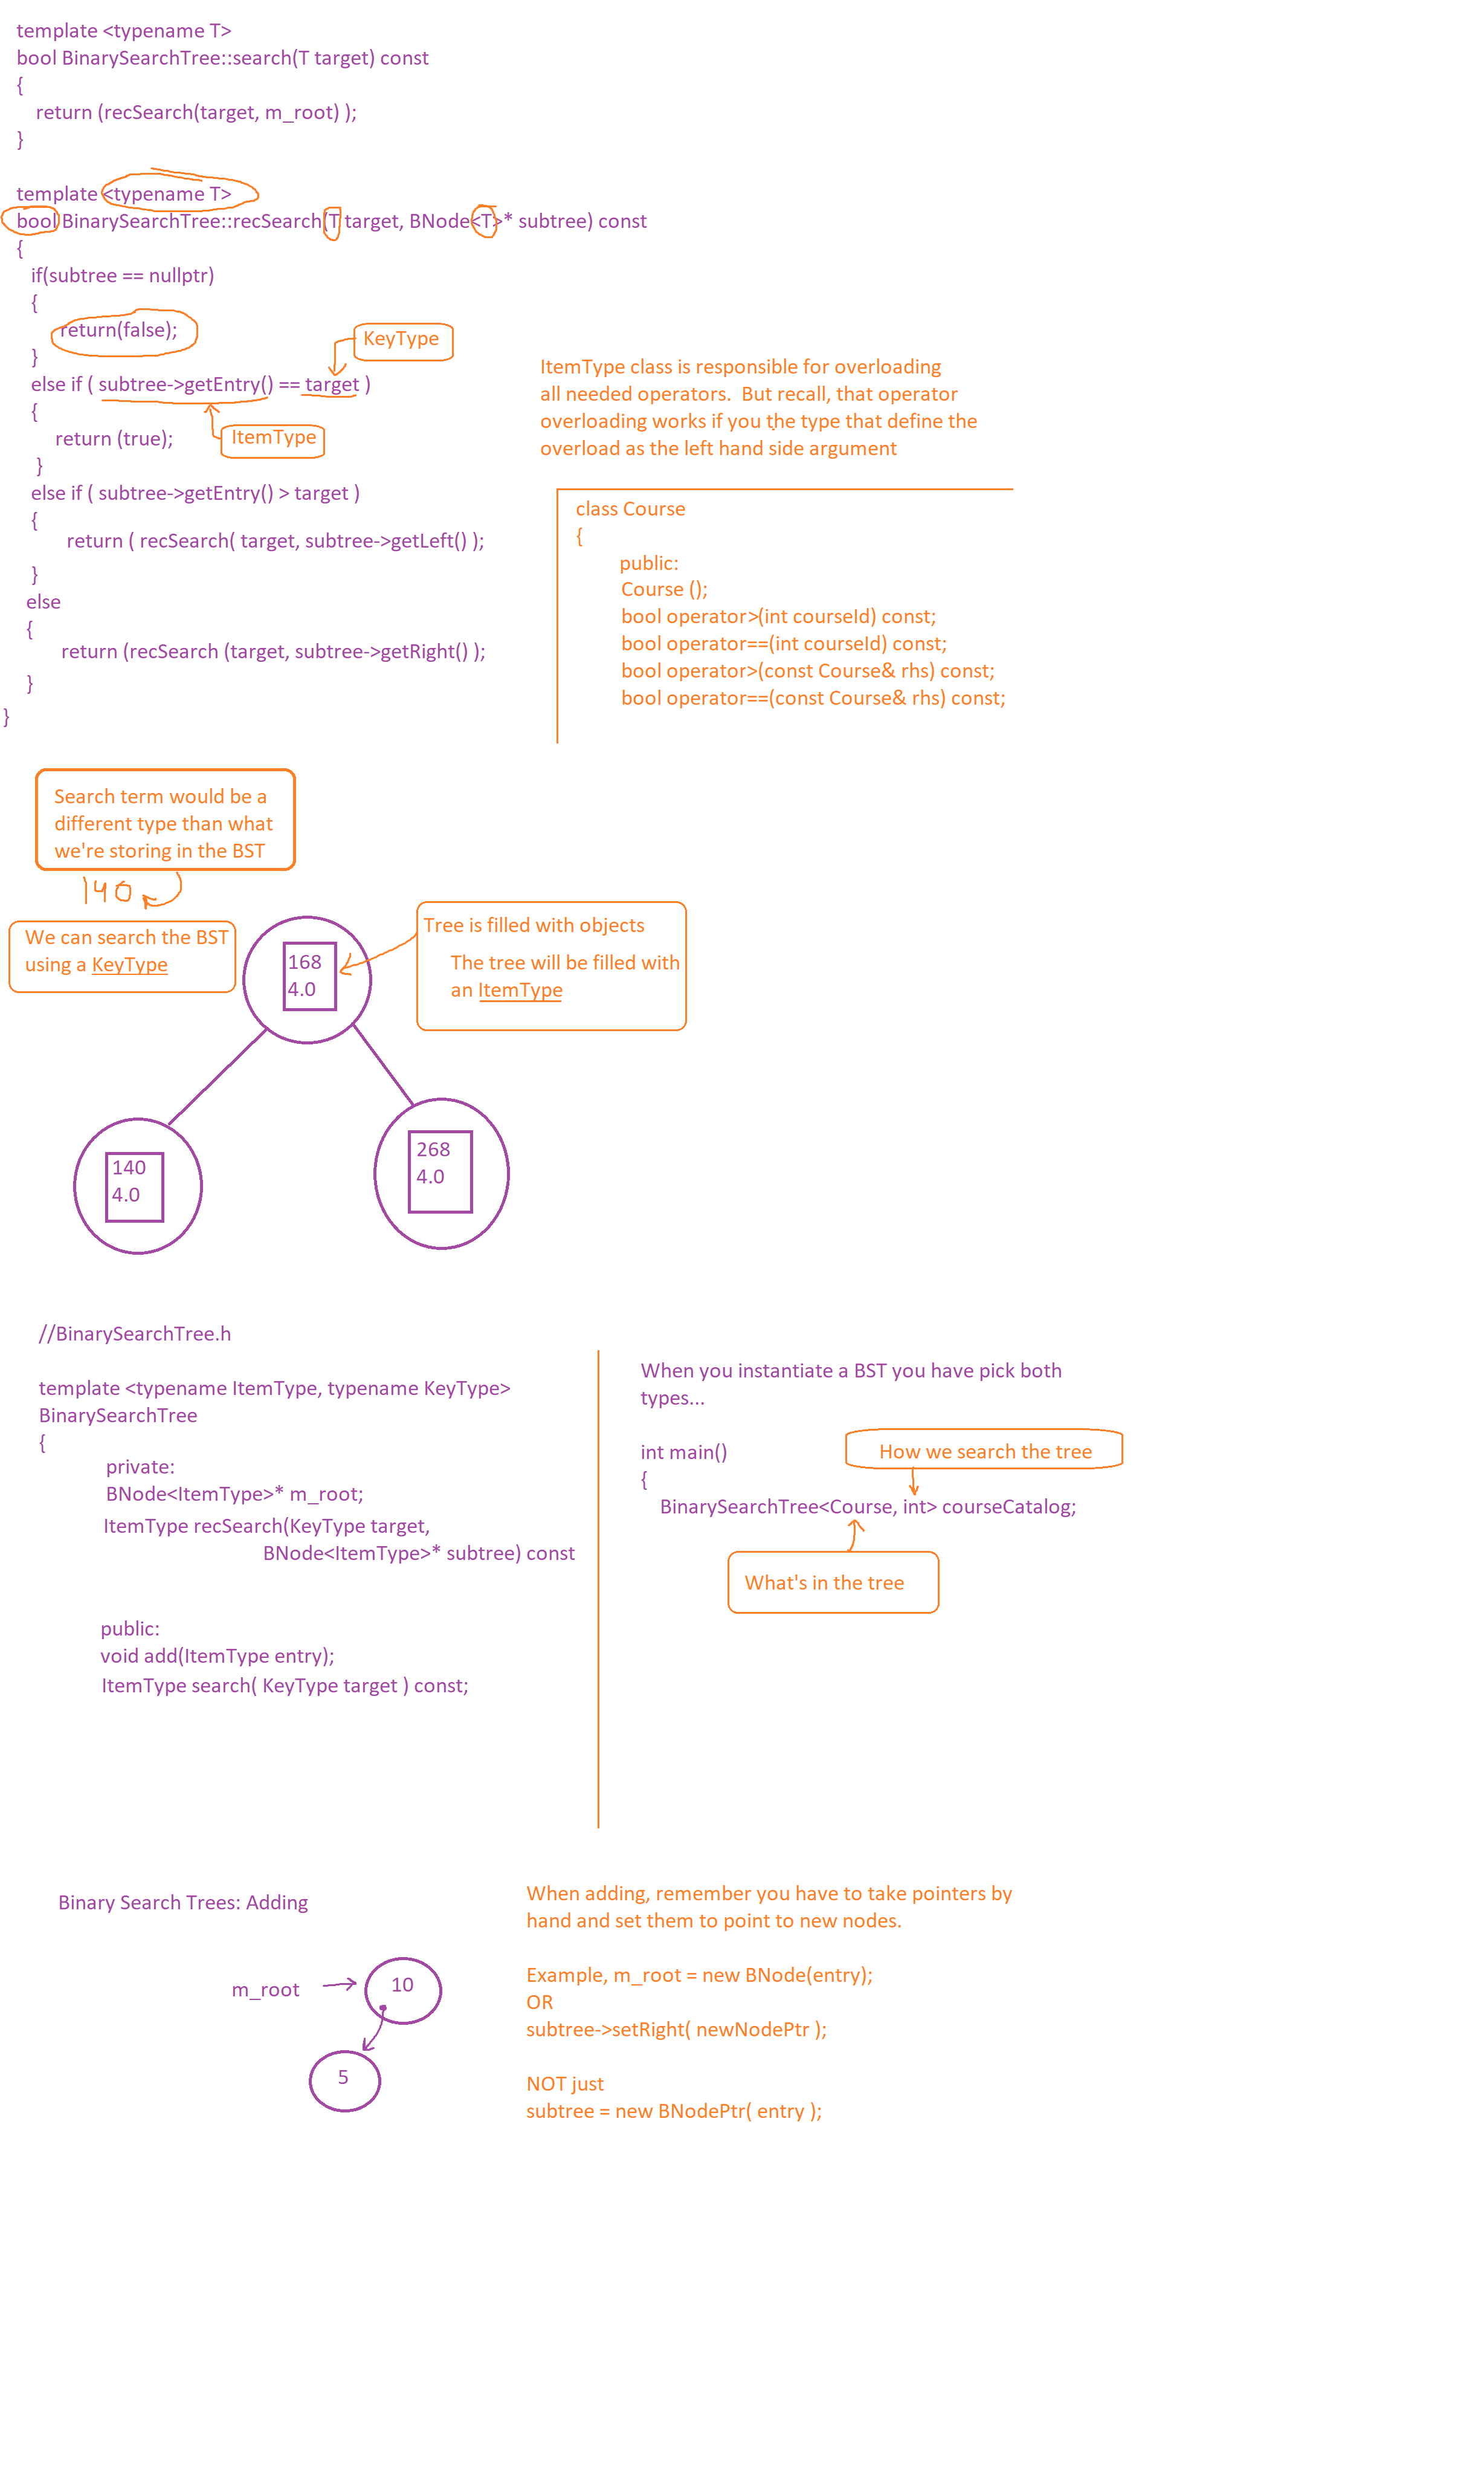 template <typename T>
bool BinarySearchTree::search(T target) const
{
return (recSearch(target, m_root) );
}
template <typename T>
bool BinarySearchTree::recSearch(T target, BNode<T>* subtree) const
{
if(subtree == nullptr)
{
return(false);
}
KeyType
else if ( subtree->getEntry() == target )
{
return (true);
ItemType
}
else if ( subtree->getEntry() > target )
{
return ( recSearch( target, subtree->getLeft() );
}
else
{
return (recSearch (target, subtree->getRight() );
}
}
ItemType class is responsible for overloading
all needed operators. But recall, that operator
overloading works if you the type that define the
overload as the left hand side argument
class Course
{
public:
Course ();
bool operator>(int courseId) const;
bool operator==(int courseId) const;
bool operator>(const Course& rhs) const;
bool operator==(const Course& rhs) const;
Search term would be a
different type than what
we're storing in the BST
140
We can search the BST
using a KeyType
Tree is filled with objects
The tree will be filled with
an ItemType
168
4.0
140
4.0
268
4.0
//BinarySearchTree.h
template <typename ItemType, typename KeyType>
BinarySearchTree
{
private:
BNode<ItemType>* m_root;
ItemType recSearch(KeyType target,
BNode<ItemType>* subtree) const
public:
void add(ItemType entry);
ItemType search( KeyType target ) const;
When you instantiate a BST you have pick both
types...
int main()
How we search the tree
{
BinarySearchTree<Course, int> courseCatalog;
What's in the tree
Binary Search Trees: Adding
m_root
10
5
When adding, remember you have to take pointers by
hand and set them to point to new nodes.
Example, m_root = new BNode(entry);
OR
subtree->setRight( newNodePtr );
NOT just
subtree = new BNodePtr( entry );